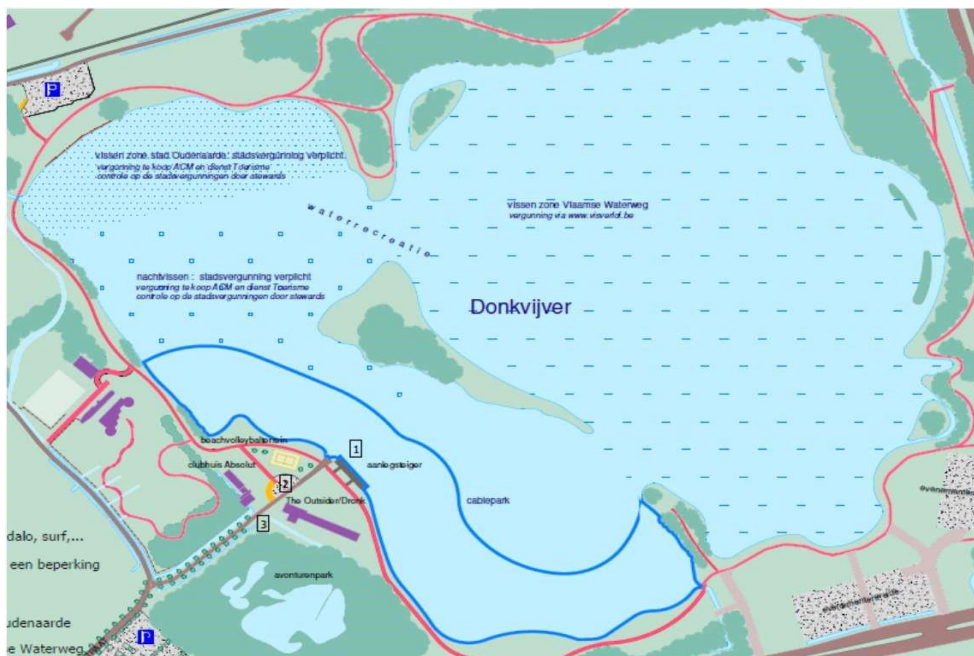 P
vissen zone stad Oudenaarde: stadsvergunning verplicht
vergunning te koop ACM en dienst Toerisme
controle op de stadsvergunningen door stewards
waterrecreatie
vissen zone Vlaamse Waterweg
vergunning via www.visverlof.be
nachtvissen : stadsvergunning verplicht
vergunning te koop ACM en dienst Toerisme
controle op de stadsvergunningen door stewards
Donkvijver
beachvolleybalterrein
1
clubhuis Absolut
aanlegsteiger
2
The Outsider/Dronk
cablepark
3
dalo, surf,...
een beperking
avonturenpark
evenementenweide
udenaarde
P
e Waterweg